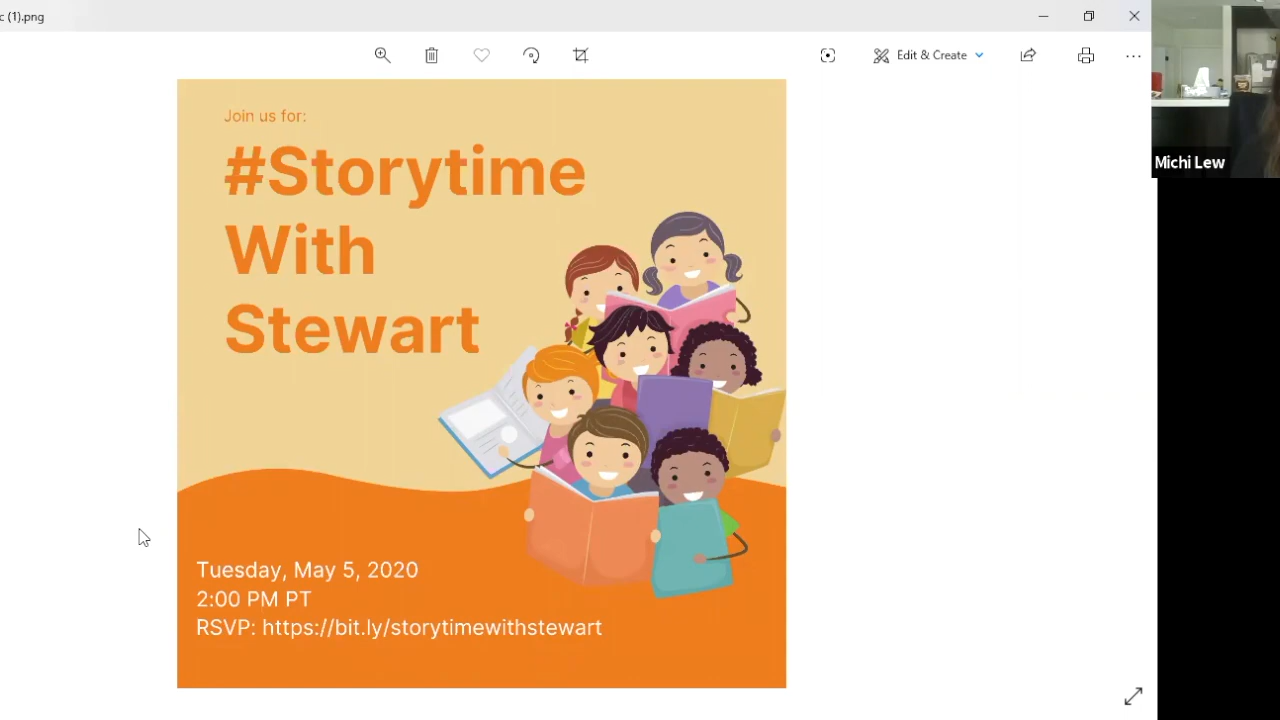 c (1).png
Edit & Create
Join us for:
#Storytime
With
Stewart
Tuesday, May 5, 2020
2:00 PM PT
RSVP: https://bit.ly/storytimewithstewart
Michi Lew